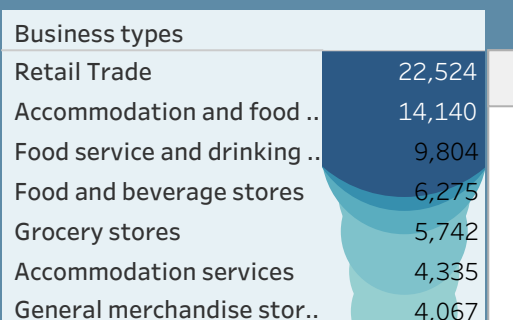 Business types
Retail Trade 22,524
Accommodation and food .. 14,140
Food service and drinking .. 9,804
Food and beverage stores 6,275
Grocery stores 5,742
Accommodation services 4,335
General merchandise stor.. 4,067